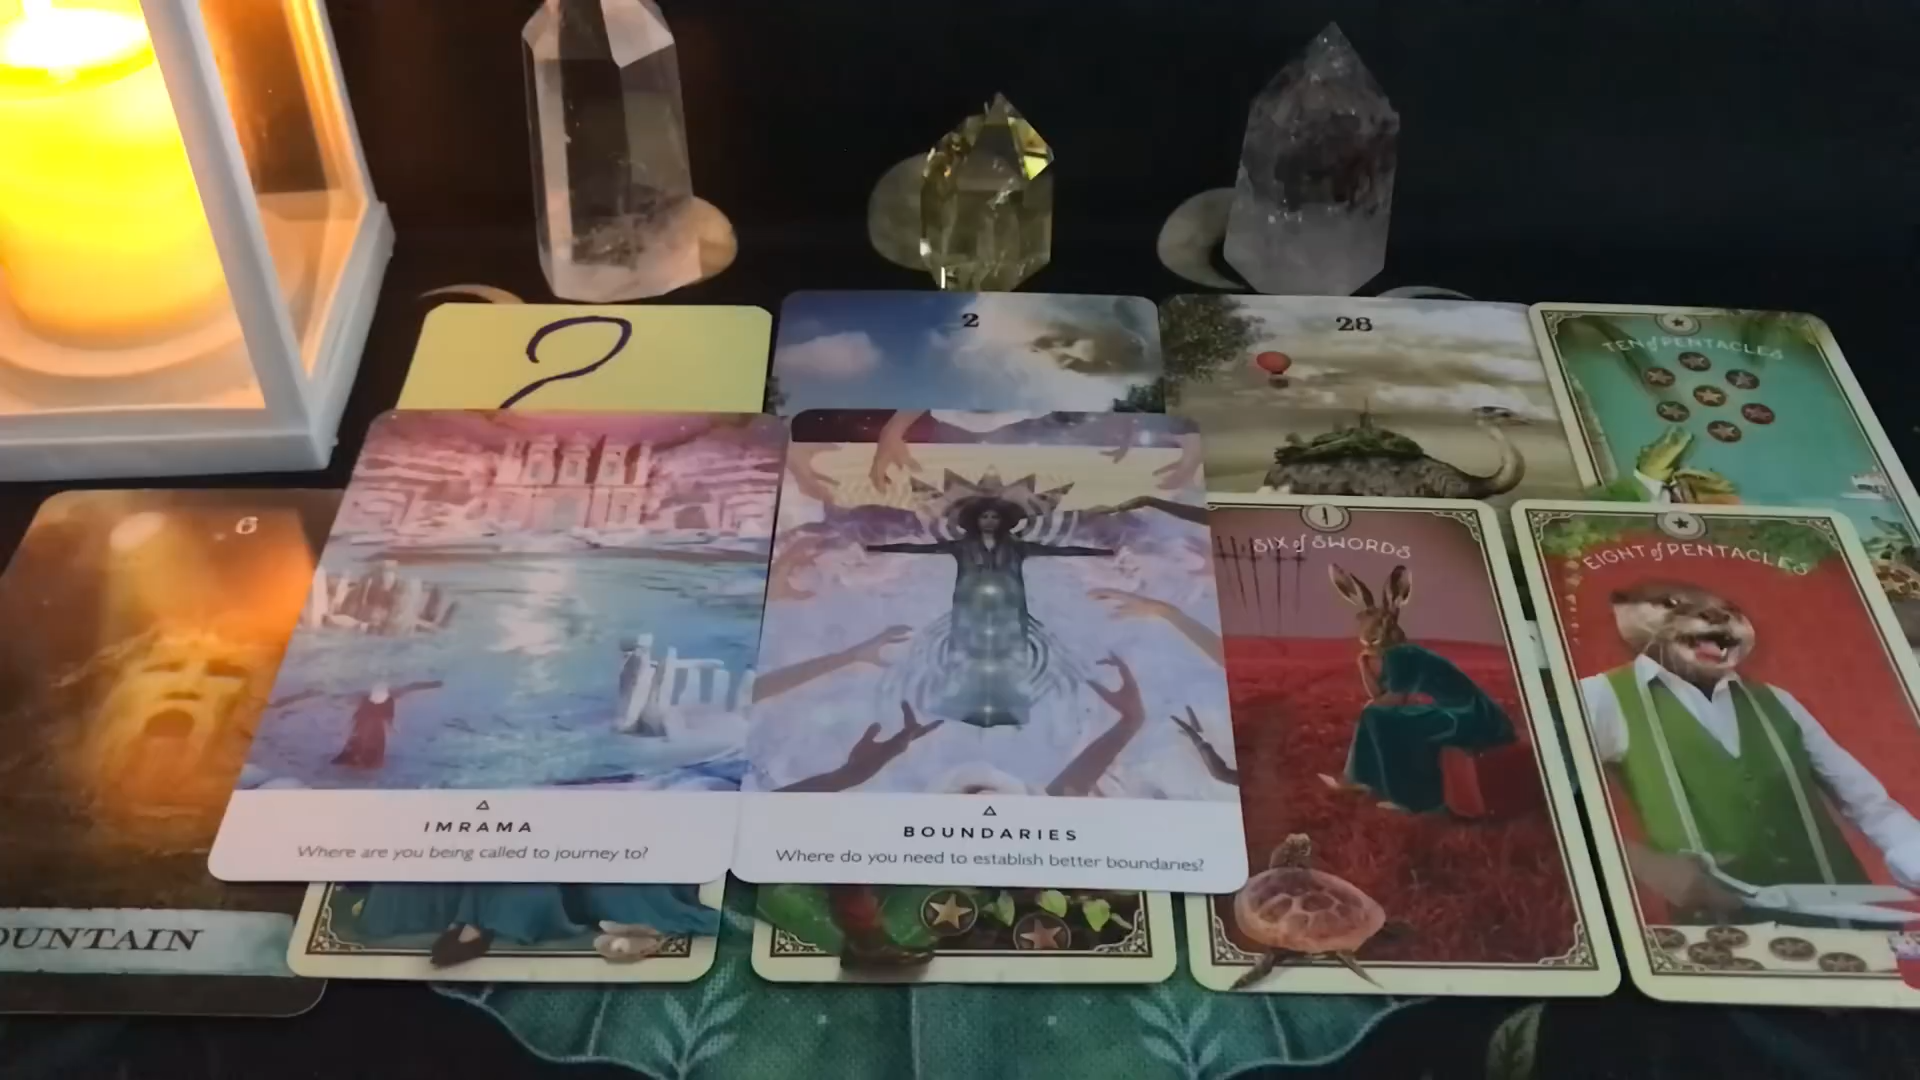 ?
2
28
TEN of PENTACLES
6
SIX of SWORDS
EIGHT of PENTACLES
IMRAMA
Where are you being called to journey to?
BOUNDARIES
Where do you need to establish better boundaries?
OUNTAIN